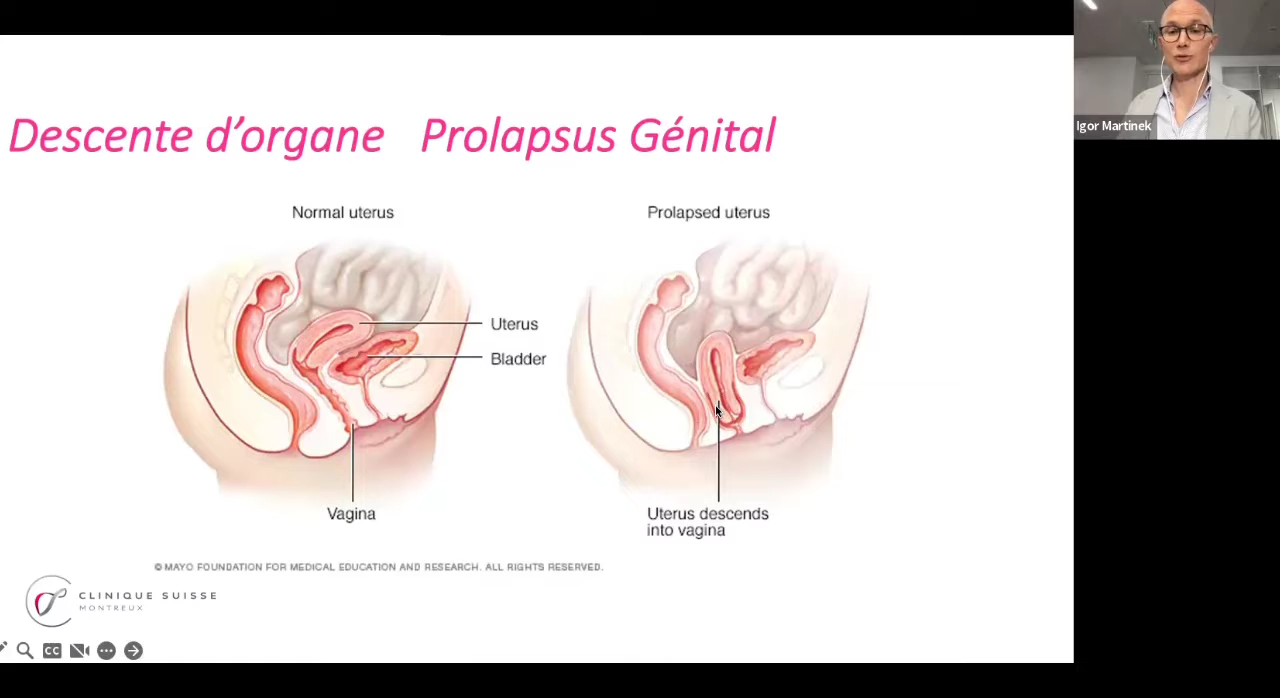 Descente d'organe Prolapsus Génital
Igor Martinek
Normal uterus
Prolapsed uterus
Uterus
Bladder
Vagina
Uterus descends
into vagina
© MAYO FOUNDATION FOR MEDICAL EDUCATION AND RESEARCH. ALL RIGHTS RESERVED.
CLINIQUE SUISSE
MONTREUX
CC